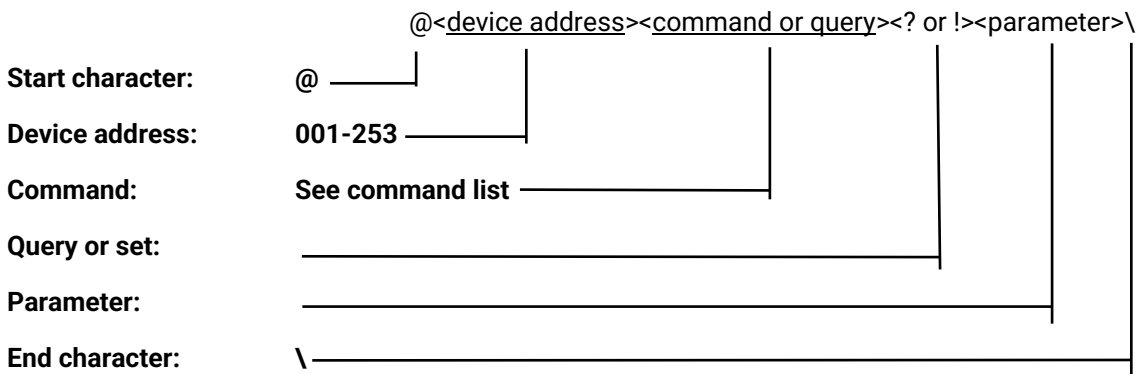 @<device address><command or query><? or !><parameter>\
Start character: @
Device address: 001-253
Command: See command list
Query or set:
Parameter:
End character: \